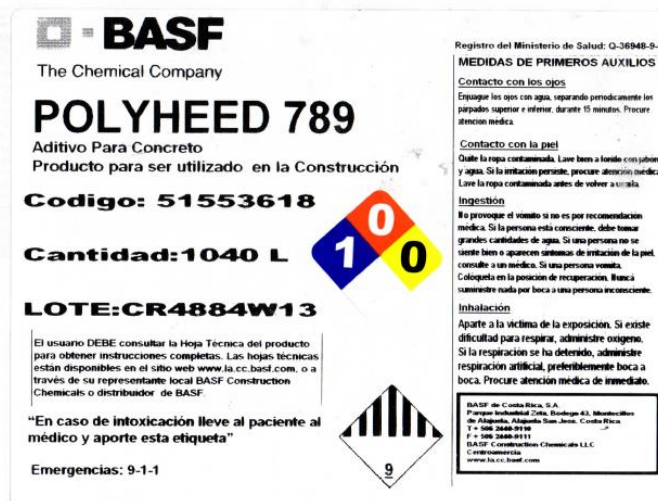 BASF
The Chemical Company
POLYHEED 789
Aditivo Para Concreto
Producto para ser utilizado en la Construcción
Codigo: 51553618
Cantidad:1040 L
LOTE:CR4884W13
1
0
0
El usuario DEBE consultar la Hoja Técnica del producto
para obtener instrucciones completas. Las hojas técnicas
están disponibles en el sitio web www.la.cc.basf.com, o a
través de su representante local BASF Construction
Chemicals o distribuidor de BASF.
“En caso de intoxicación lleve al paciente al
médico y aporte esta etiqueta”
Emergencias: 9-1-1
9
Registro del Ministerio de Salud: Q-36948-9-
MEDIDAS DE PRIMEROS AUXILIOS
Contacto con los ojos
Enjuague los ojos con agua, separando periodicamente los
párpados superior e inferior, durante 15 minutos. Procure
atencion médica.
Contacto con la piel
Quite la ropa contaminada. Lave bien a fondo con jabón
y agua. Si la irritación persiste, procure atención médica
Lave la ropa contaminada antes de volver a
Ingestión
No provoque el vómito si no es por recomendación
médica. Si la persona está consciente, debe tomar
grandes cantidades de agua. Si una persona no se
siente bien o aparecen síntomas de irritación de la piel,
consulte a un médico. Si una persona vomita,
Colóquela en la posición de recuperación. Nunca
suministre nada por boca a una persona inconsciente.
Inhalación
Aparte a la víctima de la exposición. Si existe
dificultad para respirar, administre oxigeno.
Si la respiración se ha detenido, administre
respiración artificial, preferiblemente boca a
boca. Procure atención médica de inmediato.
BASF de Costa Rica, S.A.
Parque Industrial Zeta, Bodega 43, Montecillos
de Alajuela, Alajuela San Jose, Costa Rica
T + 506 2440-9110
F + 506 2440-9111
BASF Construction Chemicals LLC
Centroamercia
www.la.cc.basf.com